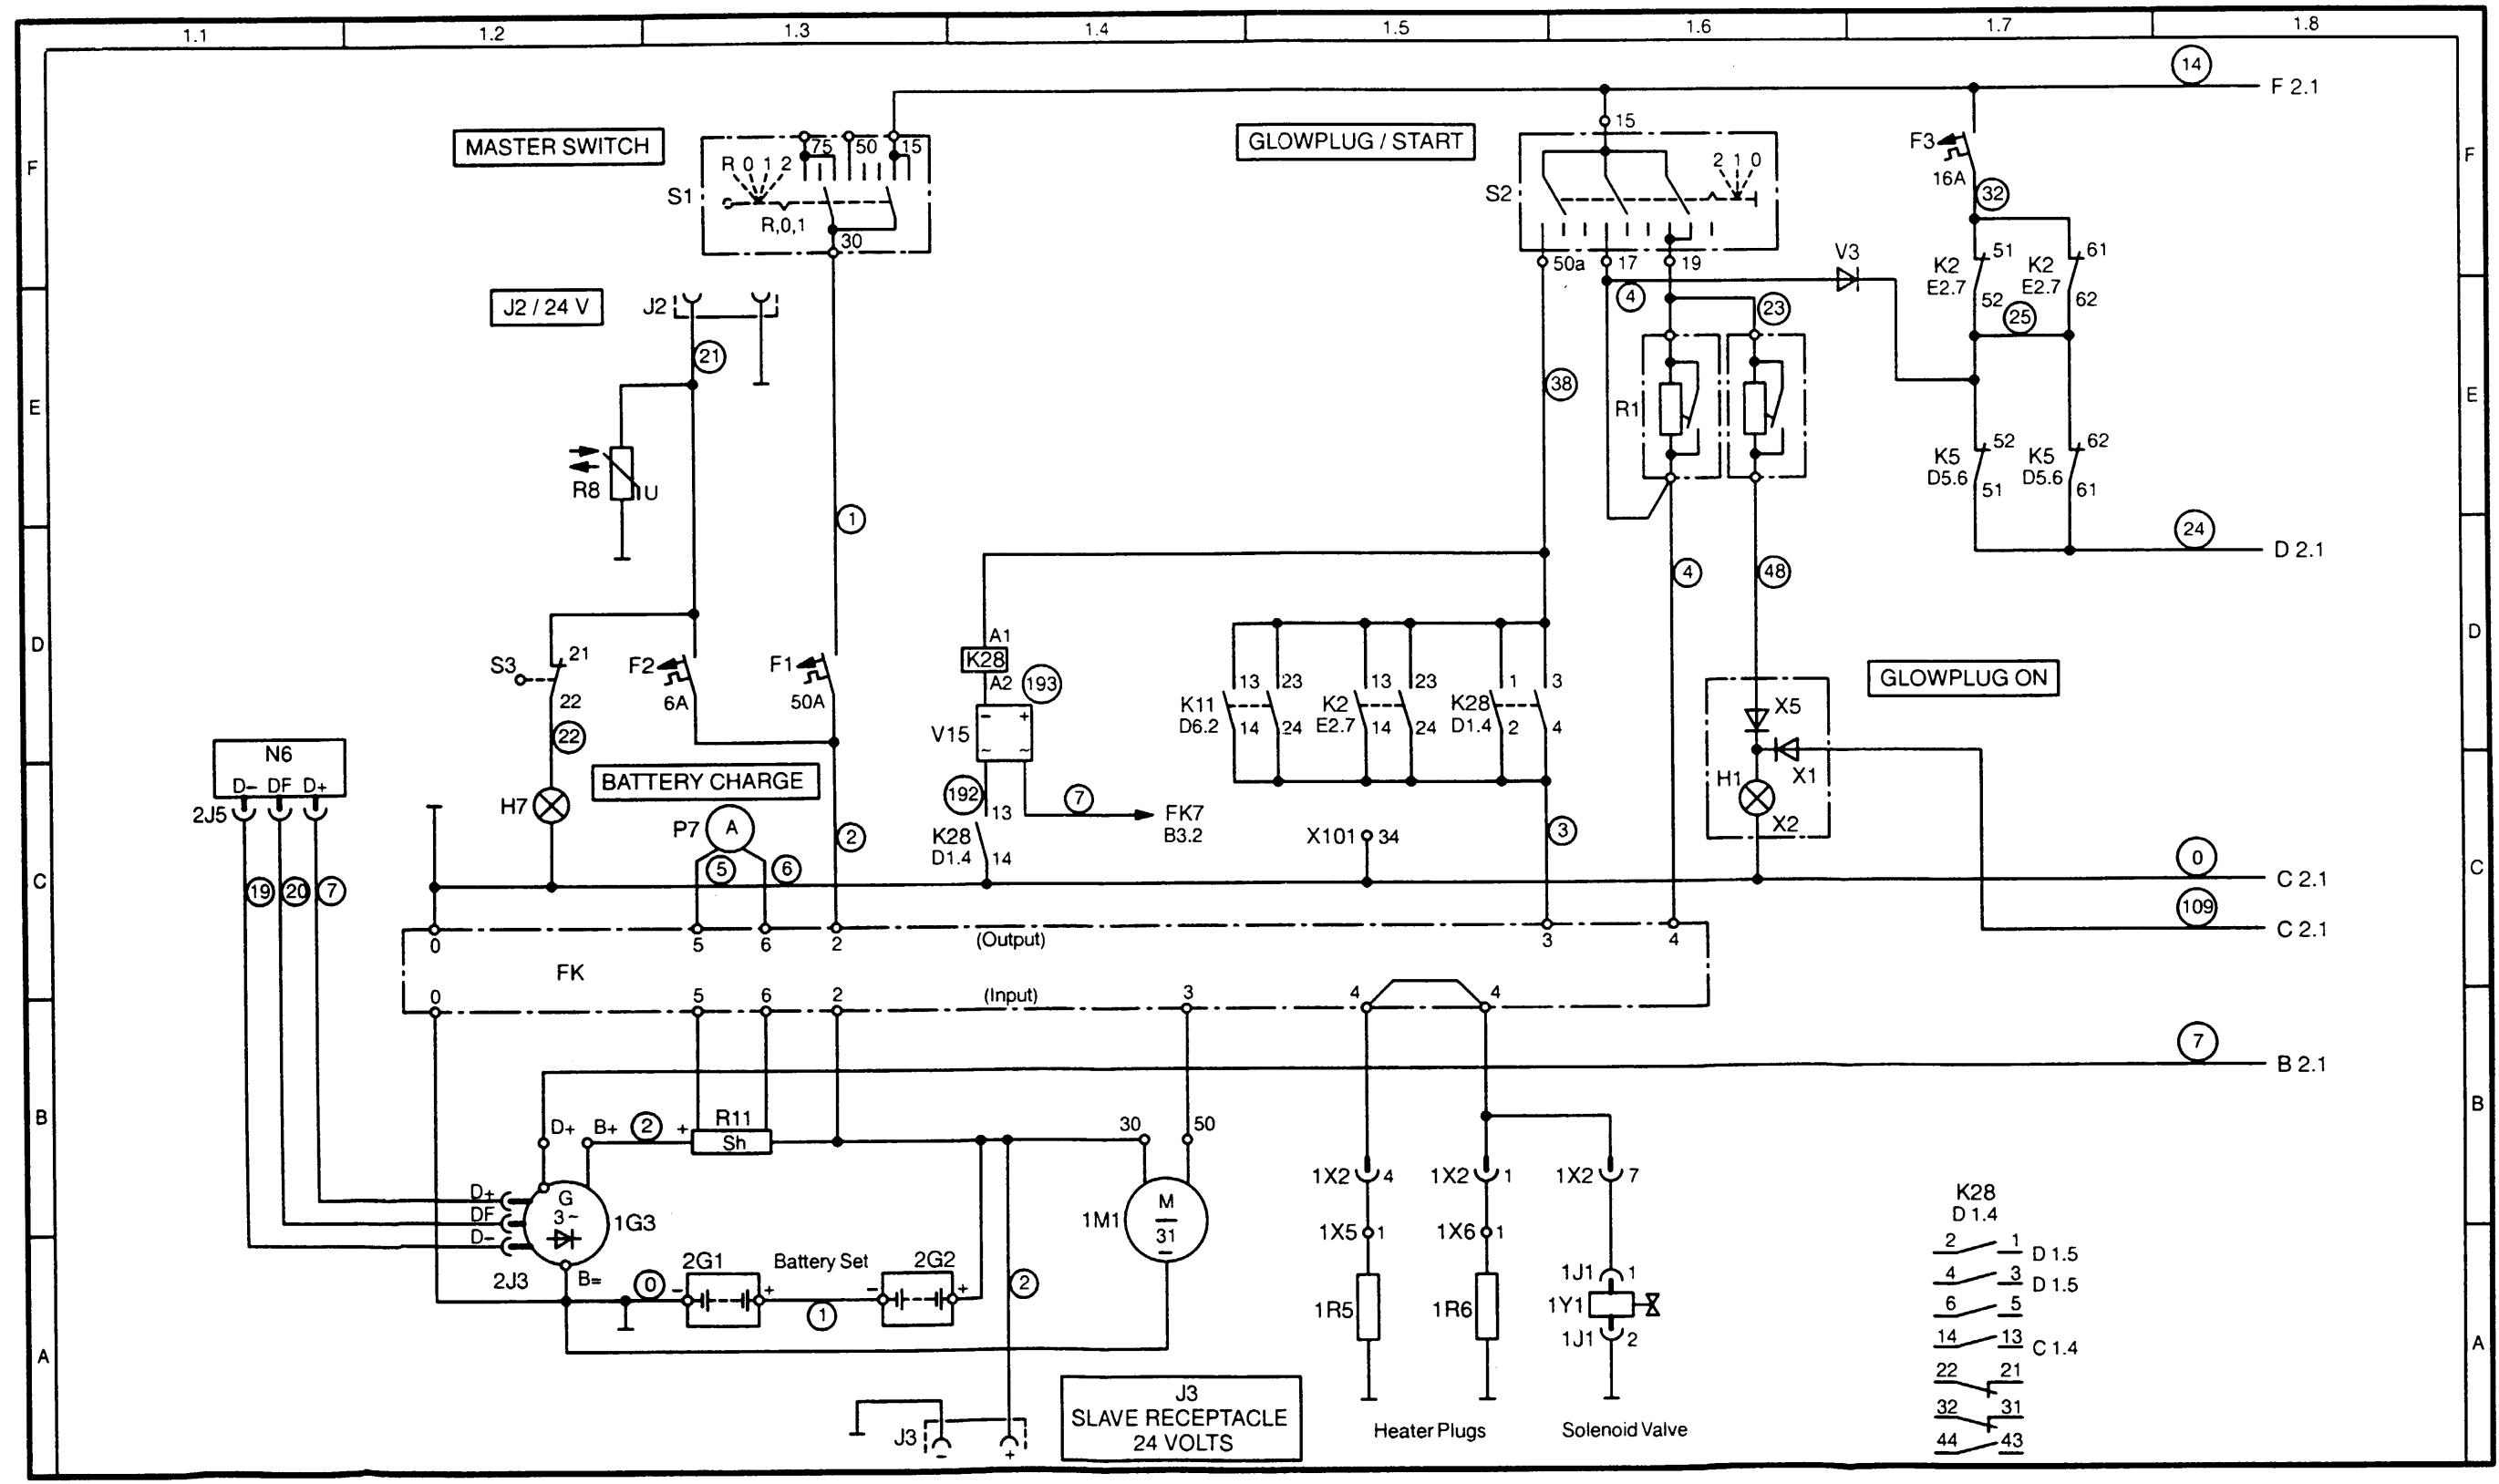 1.1 1.2 1.3 1.4 1.5 1.6 1.7 1.8
14
F 2.1
MASTER SWITCH
75 50 15
R 0 1 2
S1
R,0,1
30
GLOWPLUG / START
15
2 1 0
S2
50a 17 19
F3
16A
32
F
F
V3
51
K2
E2.7
52
61
K2
E2.7
62
25
J2 / 24 V
J2
21
4
23
38
R1
E
E
R8
U
1
52
K5
D5.6
51
62
K5
D5.6
61
24
D 2.1
4
48
D
D
S3
21
22
22
F2
6A
F1
50A
A1
K28
A2
193
V15
- +
~ ~
192
7
FK7
B3.2
13
K28
D1.4
14
K11
D6.2
13 23
14 24
K2
E2.7
13 23
14 24
K28
D1.4
1 3
2 4
GLOWPLUG ON
X5
X1
H1
X2
N6
D- DF D+
2J5
H7
BATTERY CHARGE
P7
A
5
6
2
X101
34
3
0
C 2.1
109
C 2.1
C
C
19 20 7
0 5 6 2 (Output) 3 4
FK
0 5 6 2 (Input) 3 4 4
7
B 2.1
B
B
D+ B+
2
+
R11
Sh
30 50
D+
DF
D-
G
3~
1G3
2J3
B=
M
31
–
1M1
1X2 4
1X2 1
1X2 7
1X5 1
1X6 1
1R5
1R6
1J1 1
1Y1
1J1 2
0
2G1
- +
Battery Set
1
2G2
- +
2
A
A
J3
- +
J3
SLAVE RECEPTACLE
24 VOLTS
Heater Plugs
Solenoid Valve
K28
D 1.4
2 1 D 1.5
4 3 D 1.5
6 5
14 13 C 1.4
22 21
32 31
44 43